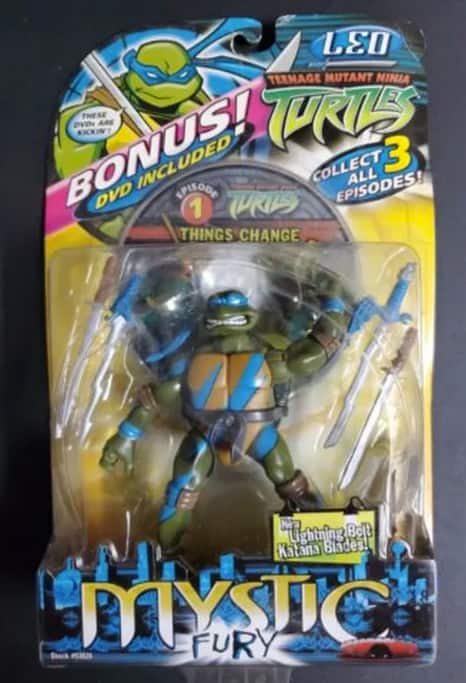 LEO
TEENAGE MUTANT NINJA
TURTLES
THESE
DVDs ARE
KICKIN'!
BONUS!
DVD INCLUDED
COLLECT
ALL 3
EPISODES!
EPISODE
1
TURTLES
THINGS CHANGE
New
Lightning Bolt
Katana Blades!
MYSTIC
FURY